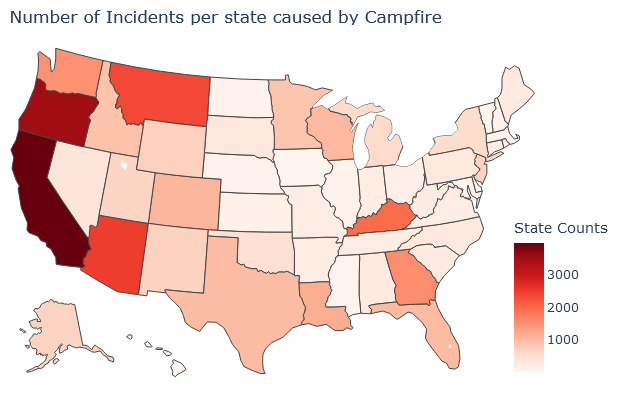 Number of Incidents per state caused by Campfire
State Counts
3000
2000
1000